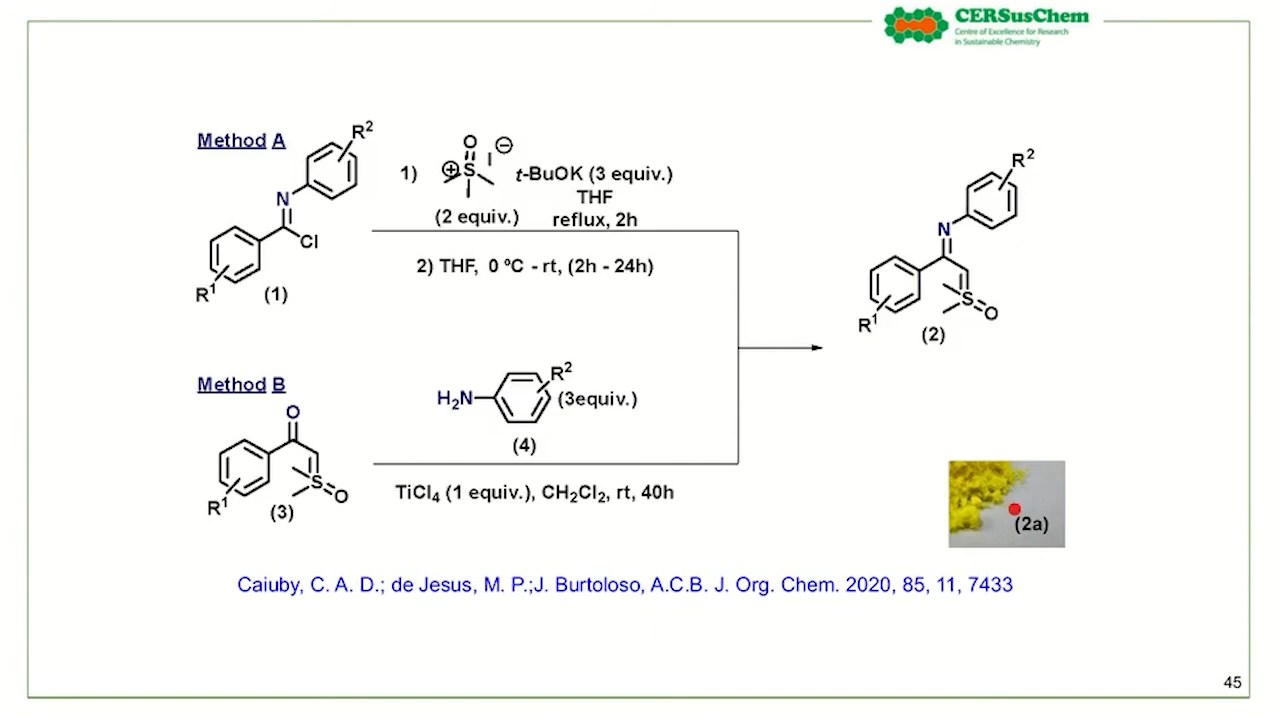 CERSusChem
Centre of Excellence for Research
in Sustainable Chemistry
Method A
R²
N
Cl
R¹
(1)
1)
O
⊕
S
I
⊖
t-BuOK (3 equiv.)
THF
(2 equiv.)
reflux, 2h
2) THF, 0 ºC - rt, (2h - 24h)
R²
N
S
O
R¹
(2)
Method B
O
S
O
R¹
(3)
H₂N
R²
(3equiv.)
(4)
TiCl₄ (1 equiv.), CH₂Cl₂, rt, 40h
(2a)
Caiuby, C. A. D.; de Jesus, M. P.;J. Burtoloso, A.C.B. J. Org. Chem. 2020, 85, 11, 7433
45